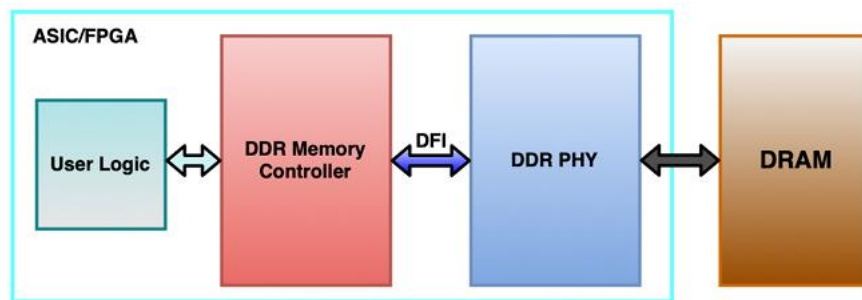 ASIC/FPGA
User Logic
DDR Memory
Controller
DFI
DDR PHY
DRAM